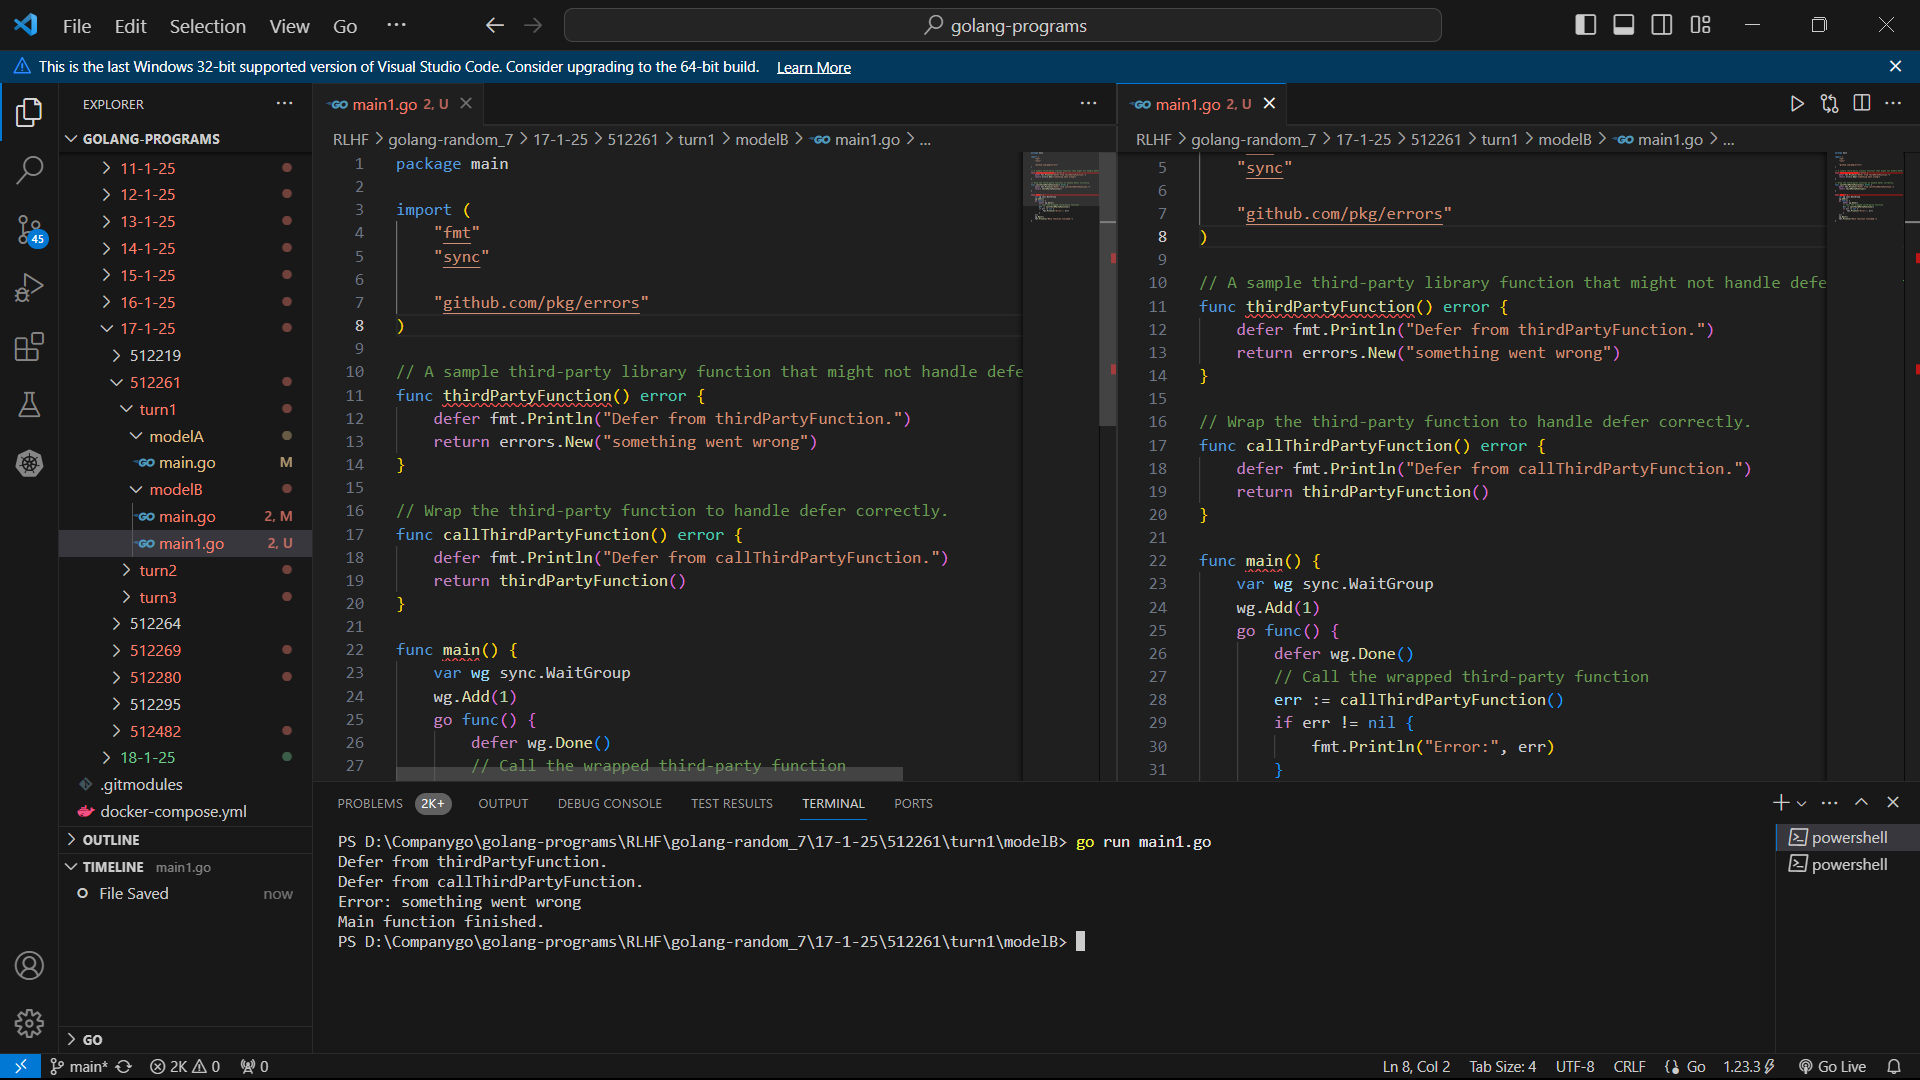 File Edit Selection View Go ··· golang-programs
This is the last Windows 32-bit supported version of Visual Studio Code. Consider upgrading to the 64-bit build. Learn More
EXPLORER
GOLANG-PROGRAMS
11-1-25
12-1-25
13-1-25
14-1-25
15-1-25
16-1-25
17-1-25
512219
512261
turn1
modelA
main.go M
modelB
main.go 2, M
main1.go 2, U
turn2
turn3
512264
512269
512280
512295
512482
18-1-25
.gitmodules
docker-compose.yml
OUTLINE
TIMELINE main1.go
File Saved now
GO
45
main1.go 2, U
RLHF > golang-random_7 > 17-1-25 > 512261 > turn1 > modelB > main1.go > ...
1 package main
2
3 import (
4 "fmt"
5 "sync"
6
7 "github.com/pkg/errors"
8 )
9
10 // A sample third-party library function that might not handle defe
11 func thirdPartyFunction() error {
12 defer fmt.Println("Defer from thirdPartyFunction.")
13 return errors.New("something went wrong")
14 }
15
16 // Wrap the third-party function to handle defer correctly.
17 func callThirdPartyFunction() error {
18 defer fmt.Println("Defer from callThirdPartyFunction.")
19 return thirdPartyFunction()
20 }
21
22 func main() {
23 var wg sync.WaitGroup
24 wg.Add(1)
25 go func() {
26 defer wg.Done()
27 // Call the wrapped third-party function
main1.go 2, U
RLHF > golang-random_7 > 17-1-25 > 512261 > turn1 > modelB > main1.go > ...
5 "sync"
6
7 "github.com/pkg/errors"
8 )
9
10 // A sample third-party library function that might not handle defe
11 func thirdPartyFunction() error {
12 defer fmt.Println("Defer from thirdPartyFunction.")
13 return errors.New("something went wrong")
14 }
15
16 // Wrap the third-party function to handle defer correctly.
17 func callThirdPartyFunction() error {
18 defer fmt.Println("Defer from callThirdPartyFunction.")
19 return thirdPartyFunction()
20 }
21
22 func main() {
23 var wg sync.WaitGroup
24 wg.Add(1)
25 go func() {
26 defer wg.Done()
27 // Call the wrapped third-party function
28 err := callThirdPartyFunction()
29 if err != nil {
30 fmt.Println("Error:", err)
31 }
PROBLEMS 2K+ OUTPUT DEBUG CONSOLE TEST RESULTS TERMINAL PORTS
PS D:\Companygo\golang-programs\RLHF\golang-random_7\17-1-25\512261\turn1\modelB> go run main1.go
Defer from thirdPartyFunction.
Defer from callThirdPartyFunction.
Error: something went wrong
Main function finished.
PS D:\Companygo\golang-programs\RLHF\golang-random_7\17-1-25\512261\turn1\modelB>
powershell
powershell
main* 2K 0 0 Ln 8, Col 2 Tab Size: 4 UTF-8 CRLF Go 1.23.3 Go Live